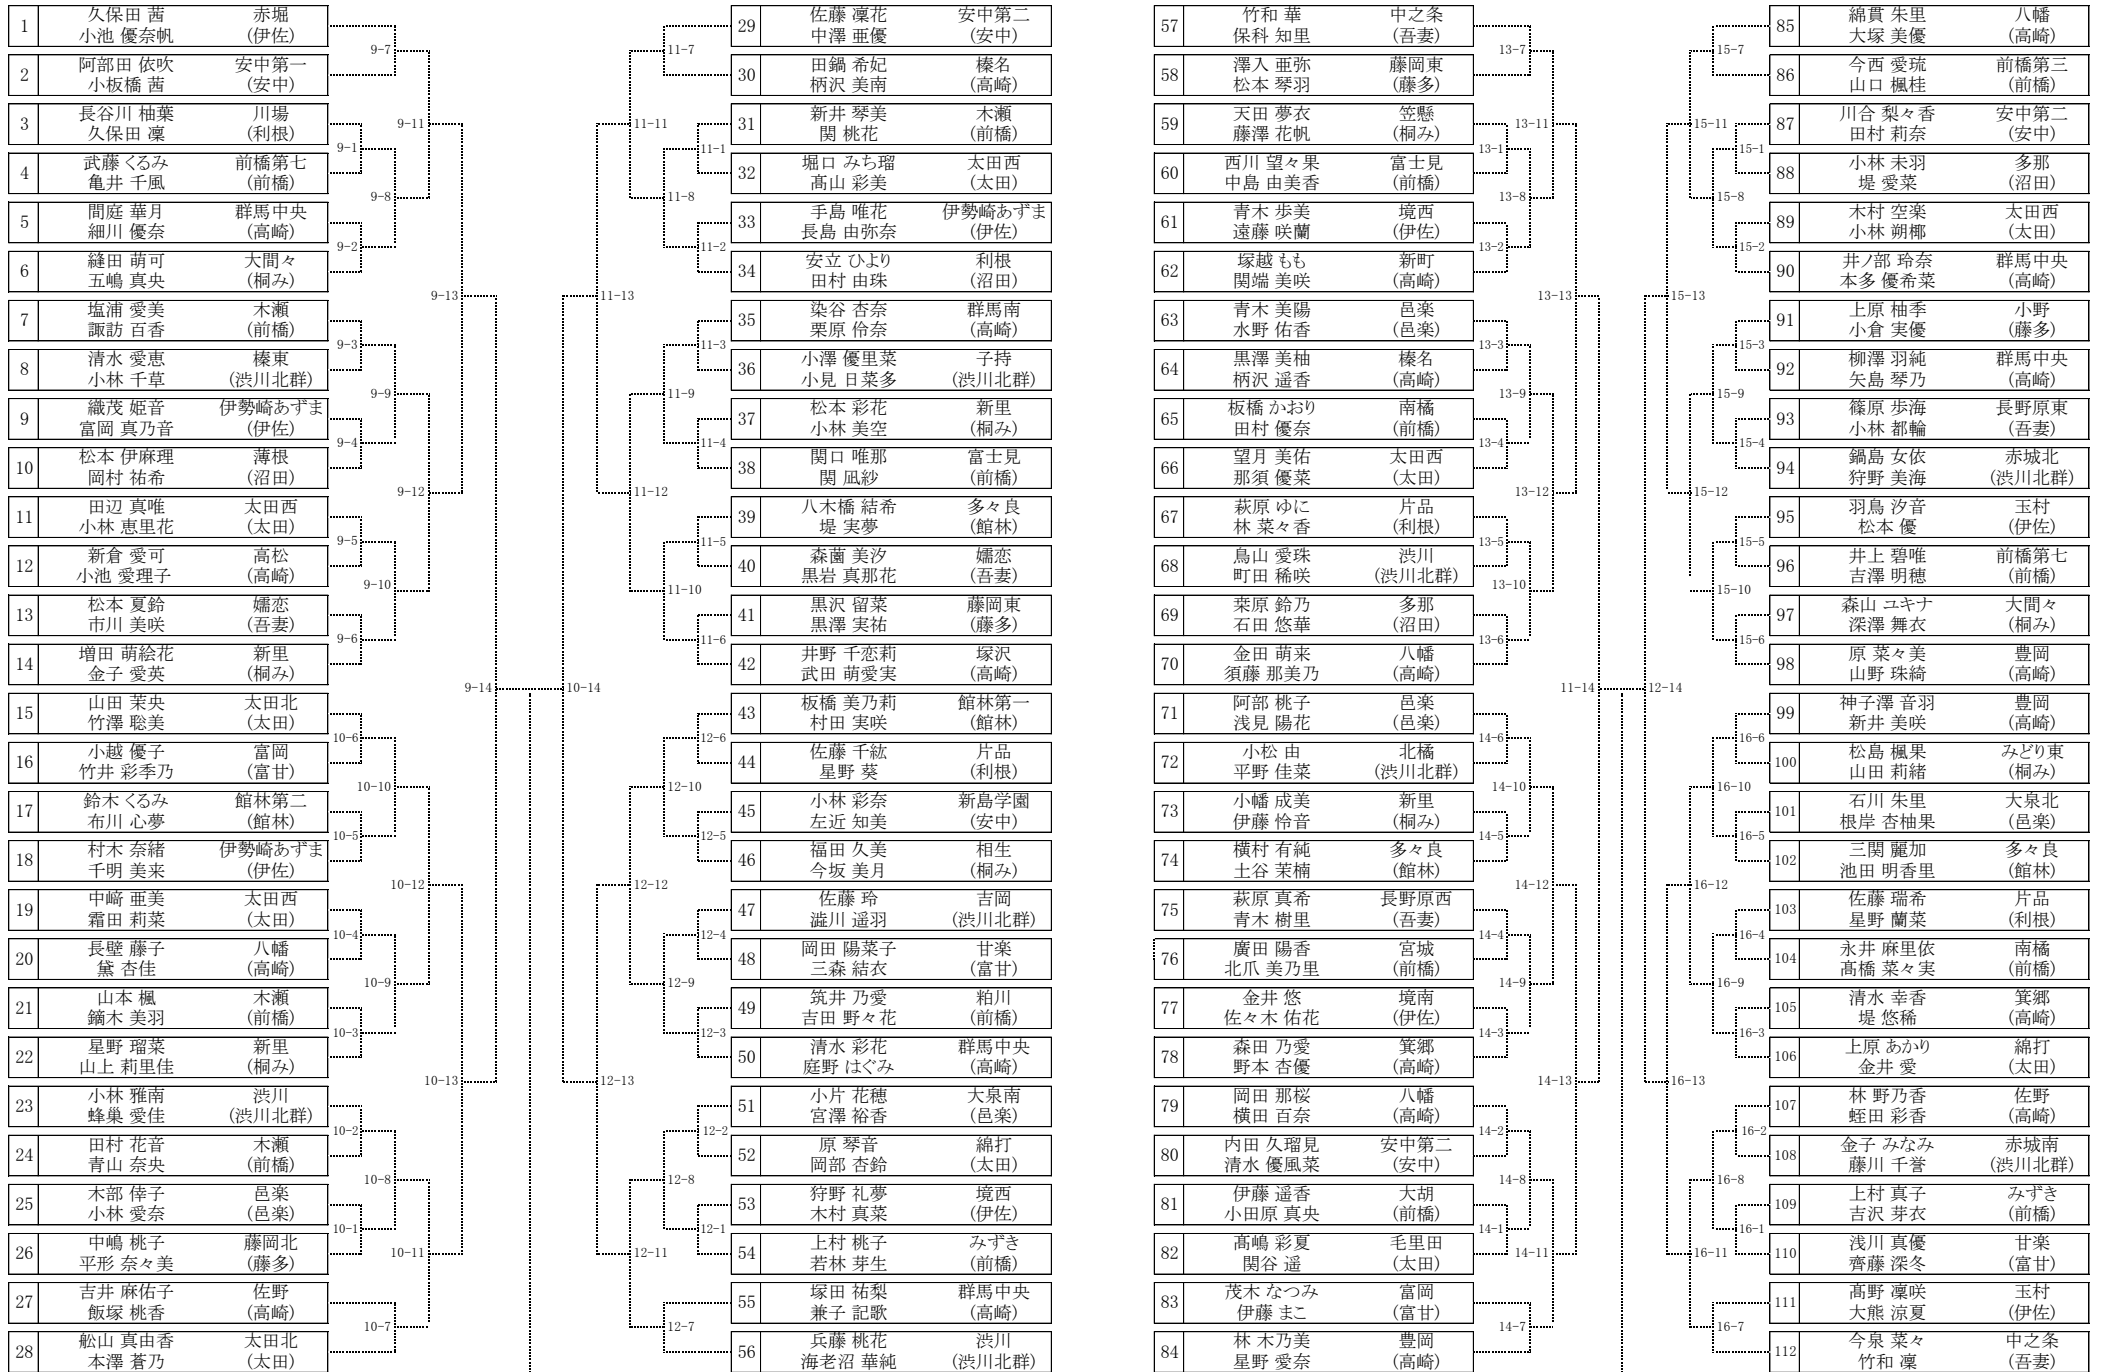 1 久保田 茜 赤堀
小池 優奈帆 (伊佐)
2 阿部田 依吹 安中第一
小板橋 茜 (安中)
3 長谷川 柚葉 川場
久保田 凜 (利根)
4 武藤 くるみ 前橋第七
亀井 千風 (前橋)
5 間庭 華月 群馬中央
細川 優奈 (高崎)
6 縫田 萌可 大間々
五嶋 真央 (桐み)
7 塩浦 愛美 木瀬
諏訪 百香 (前橋)
8 清水 愛恵 榛東
小林 千草 (渋川北群)
9 織茂 姫音 伊勢崎あずま
富岡 真乃音 (伊佐)
10 松本 伊麻理 薄根
岡村 祐希 (沼田)
11 田辺 真唯 太田西
小林 恵里花 (太田)
12 新倉 愛可 高松
小池 愛理子 (高崎)
13 松本 夏鈴 嬬恋
市川 美咲 (吾妻)
14 増田 萌絵花 新里
金子 愛英 (桐み)
15 山田 茉央 太田北
竹澤 聡美 (太田)
16 小越 優子 富岡
竹井 彩季乃 (富甘)
17 鈴木 くるみ 館林第二
布川 心夢 (館林)
18 村木 奈緒 伊勢崎あずま
千明 美来 (伊佐)
19 中﨑 亜美 太田西
霜田 莉菜 (太田)
20 長壁 藤子 八幡
黛 杏佳 (高崎)
21 山本 楓 木瀬
鏑木 美羽 (前橋)
22 星野 瑠菜 新里
山上 莉里佳 (桐み)
23 小林 雅南 渋川
蜂巣 愛佳 (渋川北群)
24 田村 花音 木瀬
青山 奈央 (前橋)
25 木部 倖子 邑楽
小林 愛奈 (邑楽)
26 中嶋 桃子 藤岡北
平形 奈々美 (藤多)
27 吉井 麻佑子 佐野
飯塚 桃香 (高崎)
28 舩山 真由香 太田北
本澤 蒼乃 (太田)
9-7
9-11
9-1
9-8
9-2
9-13
9-3
9-9
9-4
9-12
9-5
9-10
9-6
9-14
10-6
10-10
10-5
10-12
10-4
10-9
10-3
10-13
10-2
10-8
10-1
10-11
10-7
11-7
11-11
11-1
11-8
11-2
11-13
11-3
11-9
11-4
11-12
11-5
11-10
11-6
10-14
12-6
12-10
12-5
12-12
12-4
12-9
12-3
12-13
12-2
12-8
12-1
12-11
12-7
29 佐藤 凜花 安中第二
中澤 亜優 (安中)
30 田鍋 希妃 榛名
柄沢 美南 (高崎)
31 新井 琴美 木瀬
関 桃花 (前橋)
32 堀口 みち瑠 太田西
髙山 彩美 (太田)
33 手島 唯花 伊勢崎あずま
長島 由弥奈 (伊佐)
34 安立 ひより 利根
田村 由珠 (沼田)
35 染谷 杏奈 群馬南
栗原 伶奈 (高崎)
36 小澤 優里菜 子持
小見 日菜多 (渋川北群)
37 松本 彩花 新里
小林 美空 (桐み)
38 関口 唯那 富士見
関 凪紗 (前橋)
39 八木橋 結希 多々良
堤 実夢 (館林)
40 森薗 美汐 嬬恋
黒岩 真那花 (吾妻)
41 黒沢 留菜 藤岡東
黒澤 実祐 (藤多)
42 井野 千恋莉 塚沢
武田 萌愛実 (高崎)
43 板橋 美乃莉 館林第一
村田 実咲 (館林)
44 佐藤 千紘 片品
星野 葵 (利根)
45 小林 彩奈 新島学園
左近 知美 (安中)
46 福田 久美 相生
今坂 美月 (桐み)
47 佐藤 玲 吉岡
澁川 遥羽 (渋川北群)
48 岡田 陽菜子 甘楽
三森 結衣 (富甘)
49 筑井 乃愛 粕川
吉田 野々花 (前橋)
50 清水 彩花 群馬中央
庭野 はぐみ (高崎)
51 小片 花穂 大泉南
宮澤 裕香 (邑楽)
52 原 琴音 綿打
岡部 杏鈴 (太田)
53 狩野 礼夢 境西
木村 真菜 (伊佐)
54 上村 桃子 みずき
若林 芽生 (前橋)
55 塚田 祐梨 群馬中央
兼子 記歌 (高崎)
56 兵藤 桃花 渋川
海老沼 華純 (渋川北群)
57 竹和 華 中之条
保科 知里 (吾妻)
58 澤入 亜弥 藤岡東
松本 琴羽 (藤多)
59 天田 夢衣 笠懸
藤澤 花帆 (桐み)
60 西川 望々果 富士見
中島 由美香 (前橋)
61 青木 歩美 境西
遠藤 咲蘭 (伊佐)
62 塚越 もも 新町
関端 美咲 (高崎)
63 青木 美陽 邑楽
水野 佑香 (邑楽)
64 黒澤 美柚 榛名
柄沢 遥香 (高崎)
65 板橋 かおり 南橘
田村 優奈 (前橋)
66 望月 美佑 太田西
那須 優菜 (太田)
67 萩原 ゆに 片品
林 菜々香 (利根)
68 鳥山 愛珠 渋川
町田 稀咲 (渋川北群)
69 桒原 鈴乃 多那
石田 悠華 (沼田)
70 金田 萌来 八幡
須藤 那美乃 (高崎)
71 阿部 桃子 邑楽
浅見 陽花 (邑楽)
72 小松 由 北橘
平野 佳菜 (渋川北群)
73 小幡 成美 新里
伊藤 怜音 (桐み)
74 横村 有純 多々良
土谷 茉楠 (館林)
75 萩原 真希 長野原西
青木 樹里 (吾妻)
76 廣田 陽香 宮城
北爪 美乃里 (前橋)
77 金井 悠 境南
佐々木 佑花 (伊佐)
78 森田 乃愛 箕郷
野本 杏優 (高崎)
79 岡田 那桜 八幡
横田 百奈 (高崎)
80 内田 久瑠見 安中第二
清水 優風菜 (安中)
81 伊藤 遥香 大胡
小田原 真央 (前橋)
82 髙嶋 彩夏 毛里田
関谷 遥 (太田)
83 茂木 なつみ 富岡
伊藤 まこ (富甘)
84 林 木乃美 豊岡
星野 愛奈 (高崎)
13-7
13-11
13-1
13-8
13-2
13-13
13-3
13-9
13-4
13-12
13-5
13-10
13-6
11-14
14-6
14-10
14-5
14-12
14-4
14-9
14-3
14-13
14-2
14-8
14-1
14-11
14-7
15-7
15-11
15-1
15-8
15-2
15-13
15-3
15-9
15-4
15-12
15-5
15-10
15-6
12-14
16-6
16-10
16-5
16-12
16-4
16-9
16-3
16-13
16-2
16-8
16-1
16-11
16-7
85 綿貫 朱里 八幡
大塚 美優 (高崎)
86 今西 愛琉 前橋第三
山口 楓桂 (前橋)
87 川合 梨々香 安中第二
田村 莉奈 (安中)
88 小林 未羽 多那
堤 愛菜 (沼田)
89 木村 空楽 太田西
小林 朔椰 (太田)
90 井ノ部 玲奈 群馬中央
本多 優希菜 (高崎)
91 上原 柚季 小野
小倉 実優 (藤多)
92 柳澤 羽純 群馬中央
矢島 琴乃 (高崎)
93 篠原 歩海 長野原東
小林 都輪 (吾妻)
94 鍋島 女依 赤城北
狩野 美海 (渋川北群)
95 羽鳥 汐音 玉村
松本 優 (伊佐)
96 井上 碧唯 前橋第七
吉澤 明穂 (前橋)
97 森山 ユキナ 大間々
深澤 舞衣 (桐み)
98 原 菜々美 豊岡
山野 珠綺 (高崎)
99 神子澤 音羽 豊岡
新井 美咲 (高崎)
100 松島 楓果 みどり東
山田 莉緒 (桐み)
101 石川 朱里 大泉北
根岸 杏柚果 (邑楽)
102 三関 麗加 多々良
池田 明香里 (館林)
103 佐藤 瑞希 片品
星野 蘭菜 (利根)
104 永井 麻里依 南橘
髙橋 菜々実 (前橋)
105 清水 幸香 箕郷
堤 悠稀 (高崎)
106 上原 あかり 綿打
金井 愛 (太田)
107 林 野乃香 佐野
蛭田 彩香 (高崎)
108 金子 みなみ 赤城南
藤川 千誉 (渋川北群)
109 上村 真子 みずき
吉沢 芽衣 (前橋)
110 浅川 真優 甘楽
齊藤 深冬 (富甘)
111 髙野 凜咲 玉村
大熊 涼夏 (伊佐)
112 今泉 菜々 中之条
竹和 凜 (吾妻)